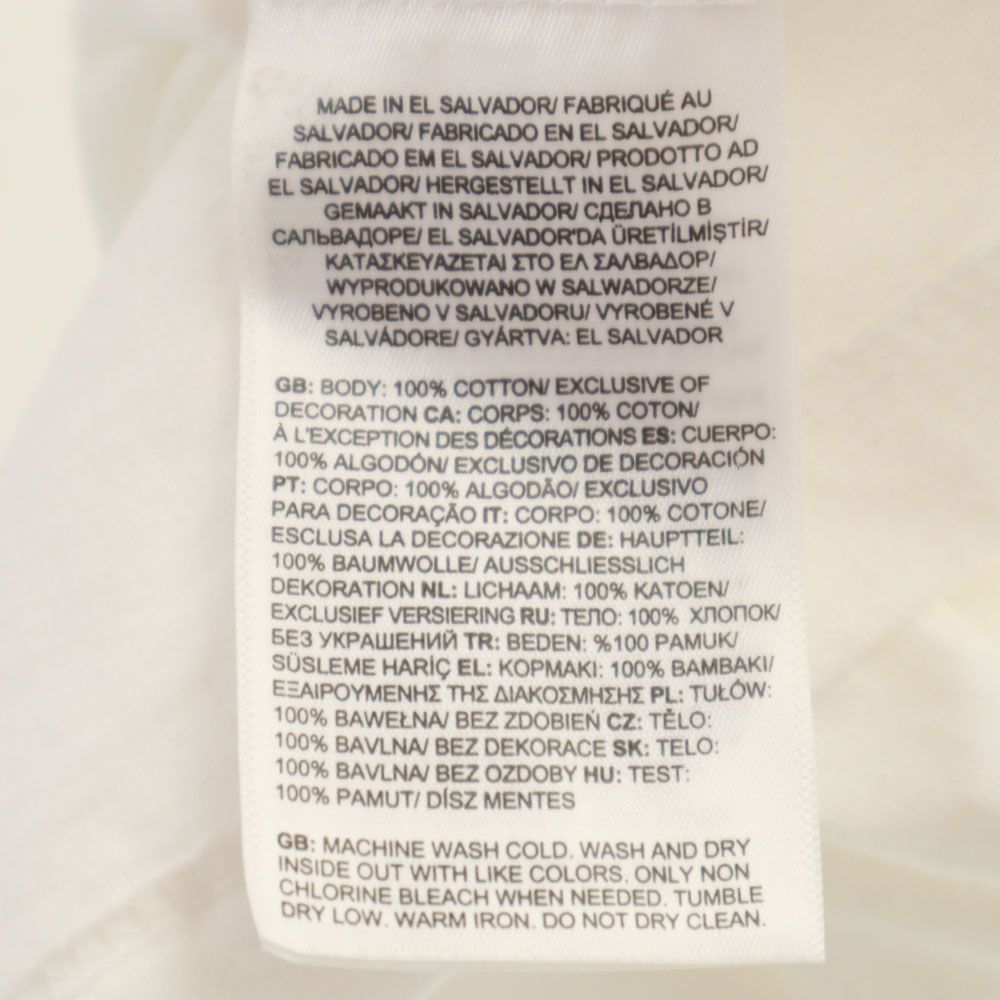 MADE IN EL SALVADOR/ FABRIQUÉ AU
SALVADOR/ FABRICADO EN EL SALVADOR/
FABRICADO EM EL SALVADOR/ PRODOTTO AD
EL SALVADOR/ HERGESTELLT IN EL SALVADOR/
GEMAAKT IN SALVADOR/ СДЕЛАНО В
САЛЬВАДОРЕ/ EL SALVADOR'DA ÜRETİLMİŞTİR/
ΚΑΤΑΣΚΕΥΑΖΕΤΑΙ ΣΤΟ ΕΛ ΣΑΛΒΑΔΟΡ/
WYPRODUKOWANO W SALWADORZE/
VYROBENO V SALVADORU/ VYROBENÉ V
SALVÁDORE/ GYÁRTVA: EL SALVADOR
GB: BODY: 100% COTTON/ EXCLUSIVE OF
DECORATION CA: CORPS: 100% COTON/
À L'EXCEPTION DES DÉCORATIONS ES: CUERPO:
100% ALGODÓN/ EXCLUSIVO DE DECORACIÓN
PT: CORPO: 100% ALGODÃO/ EXCLUSIVO
PARA DECORAÇÃO IT: CORPO: 100% COTONE/
ESCLUSA LA DECORAZIONE DE: HAUPTTEIL:
100% BAUMWOLLE/ AUSSCHLIESSLICH
DEKORATION NL: LICHAAM: 100% KATOEN/
EXCLUSIEF VERSIERING RU: ТЕЛО: 100% ХЛОПОК/
БЕЗ УКРАШЕНИЙ TR: BEDEN: %100 PAMUK/
SÜSLEME HARİÇ EL: ΚΟΡΜΑΚΙ: 100% ΒΑΜΒΑΚΙ/
ΕΞΑΙΡΟΥΜΕΝΗΣ ΤΗΣ ΔΙΑΚΟΣΜΗΣΗΣ PL: TUŁÓW:
100% BAWEŁNA/ BEZ ZDOBIEŃ CZ: TĚLO:
100% BAVLNA/ BEZ DEKORACE SK: TELO:
100% BAVLNA/ BEZ OZDOBY HU: TEST:
100% PAMUT/ DÍSZ MENTES
GB: MACHINE WASH COLD. WASH AND DRY
INSIDE OUT WITH LIKE COLORS. ONLY NON
CHLORINE BLEACH WHEN NEEDED. TUMBLE
DRY LOW. WARM IRON. DO NOT DRY CLEAN.